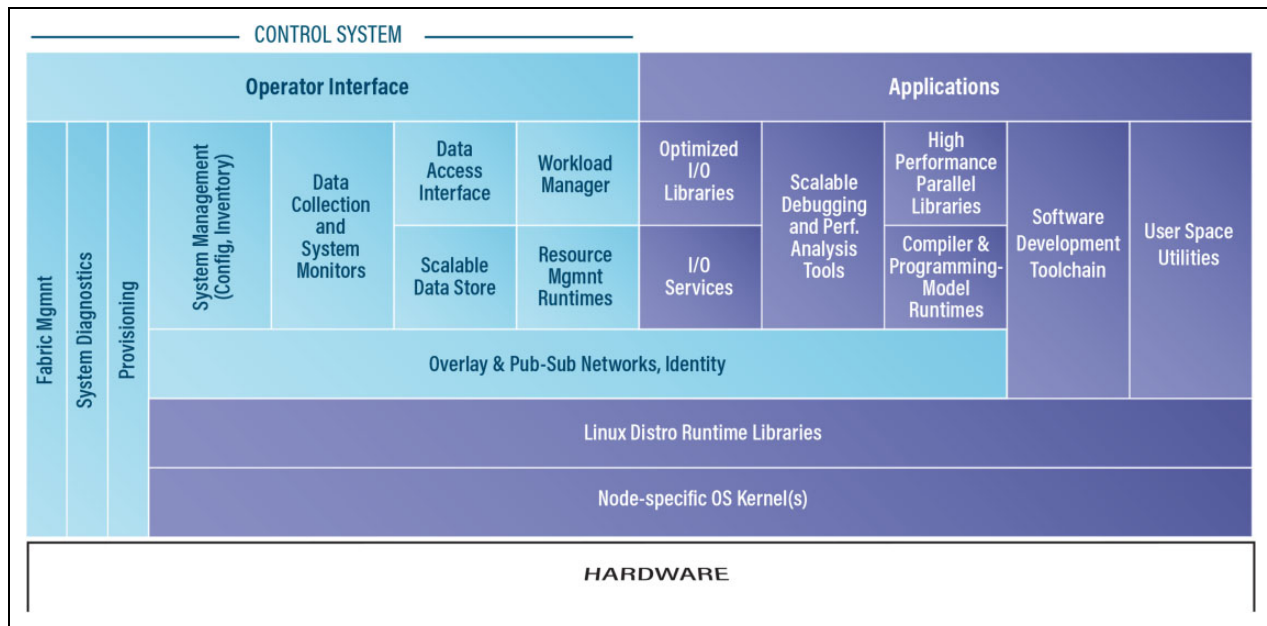 CONTROL SYSTEM
Operator Interface
Applications
Fabric Mgmnt
System Diagnostics
Provisioning
System Management
(Config, Inventory)
Data
Collection
and
System
Monitors
Data
Access
Interface
Scalable
Data Store
Workload
Manager
Resource
Mgmnt
Runtimes
Optimized
I/O
Libraries
I/O
Services
Scalable
Debugging
and Perf.
Analysis
Tools
High
Performance
Parallel
Libraries
Compiler &
Programming-
Model
Runtimes
Software
Development
Toolchain
User Space
Utilities
Overlay & Pub-Sub Networks, Identity
Linux Distro Runtime Libraries
Node-specific OS Kernel(s)
HARDWARE